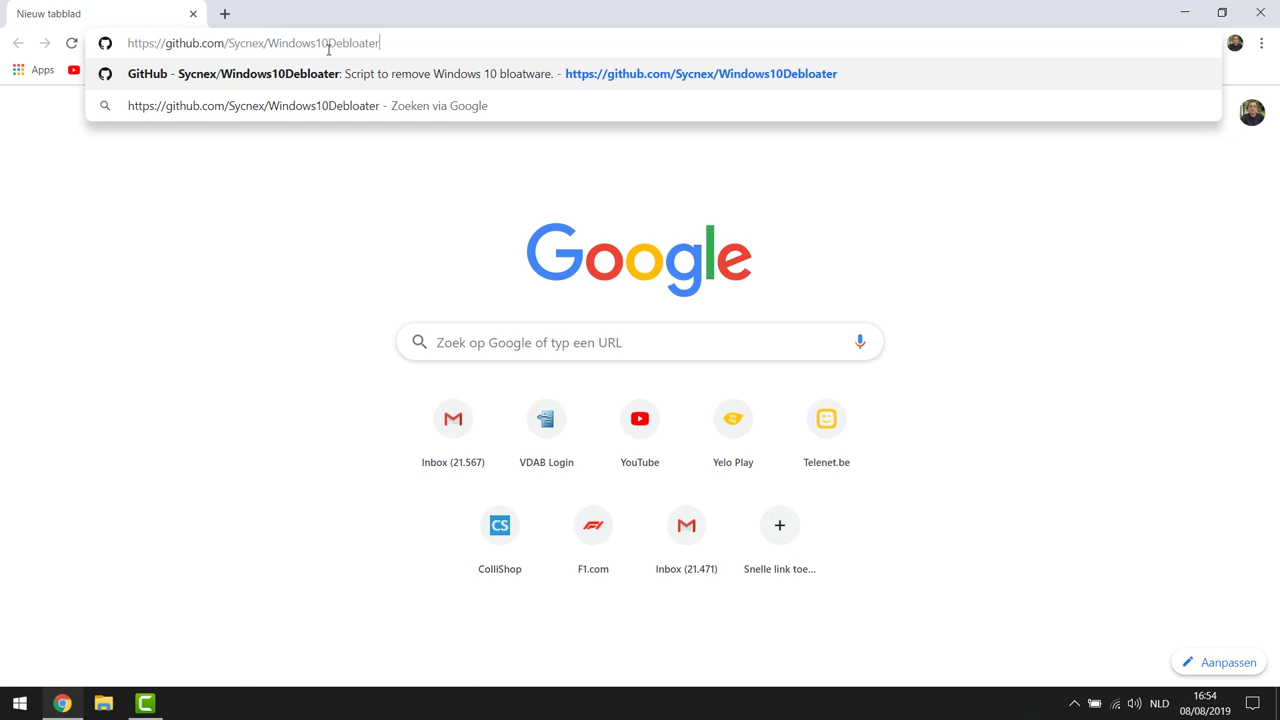 Nieuw tabblad
https://github.com/Sycnex/Windows10Debloater
Apps
GitHub - Sycnex/Windows10Debloater: Script to remove Windows 10 bloatware. - https://github.com/Sycnex/Windows10Debloater
https://github.com/Sycnex/Windows10Debloater - Zoeken via Google
Google
Zoek op Google of typ een URL
Inbox (21.567)
VDAB Login
YouTube
Yelo Play
Telenet.be
CS
ColliShop
F1.com
Inbox (21.471)
Snelle link toe...
Aanpassen
NLD
16:54
08/08/2019